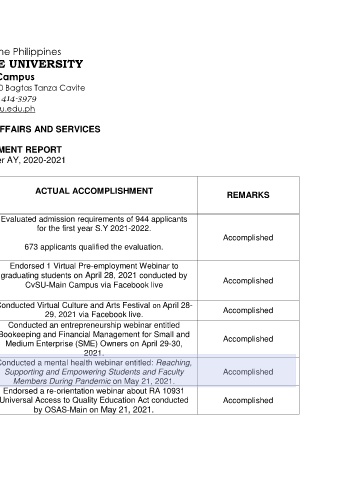 ne Philippines
E UNIVERSITY
Campus
0 Bagtas Tanza Cavite
414-3979
u.edu.ph
FFAIRS AND SERVICES
MENT REPORT
er AY, 2020-2021
ACTUAL ACCOMPLISHMENT
REMARKS
Evaluated admission requirements of 944 applicants
for the first year S.Y 2021-2022.
673 applicants qualified the evaluation.
Accomplished
Endorsed 1 Virtual Pre-employment Webinar to
graduating students on April 28, 2021 conducted by
CvSU-Main Campus via Facebook live
Accomplished
Conducted Virtual Culture and Arts Festival on April 28-
29, 2021 via Facebook live.
Accomplished
Conducted an entrepreneurship webinar entitled
Bookeeping and Financial Management for Small and
Medium Enterprise (SME) Owners on April 29-30,
2021.
Accomplished
Conducted a mental health webinar entitled: Reaching,
Supporting and Empowering Students and Faculty
Members During Pandemic on May 21, 2021.
Accomplished
Endorsed a re-orientation webinar about RA 10931
Universal Access to Quality Education Act conducted
by OSAS-Main on May 21, 2021.
Accomplished